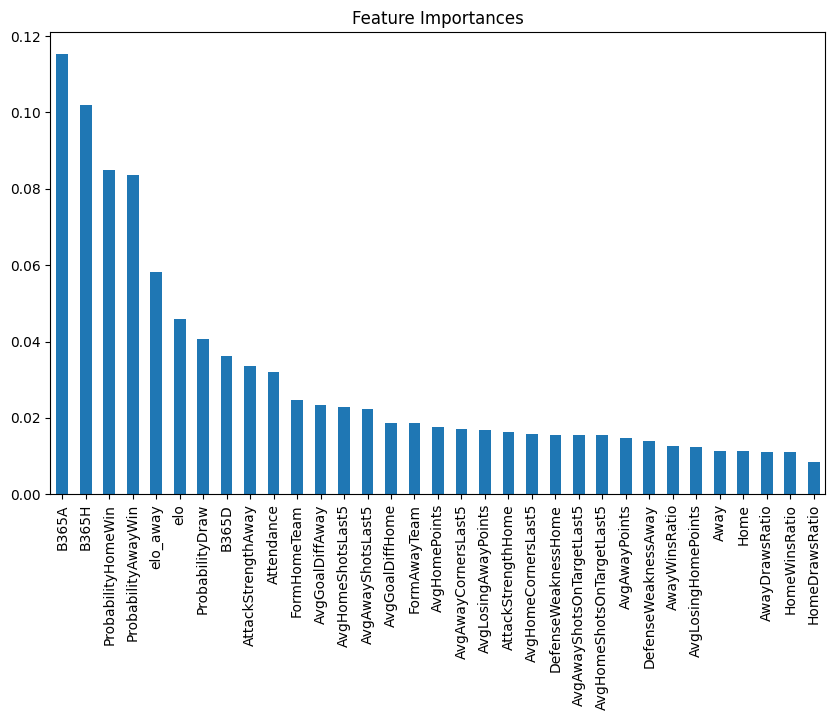 Feature Importances
0.12
0.10
0.08
0.06
0.04
0.02
0.00
B365A
B365H
ProbabilityHomeWin
ProbabilityAwayWin
elo_away
elo
ProbabilityDraw
B365D
AttackStrengthAway
Attendance
FormHomeTeam
AvgGoalDiffAway
AvgHomeShotsLast5
AvgAwayShotsLast5
AvgGoalDiffHome
FormAwayTeam
AvgHomePoints
AvgAwayCornersLast5
AvgLosingAwayPoints
AttackStrengthHome
AvgHomeCornersLast5
DefenseWeaknessHome
AvgAwayShotsOnTargetLast5
AvgHomeShotsOnTargetLast5
AvgAwayPoints
DefenseWeaknessAway
AwayWinsRatio
AvgLosingHomePoints
Away
Home
AwayDrawsRatio
HomeWinsRatio
HomeDrawsRatio